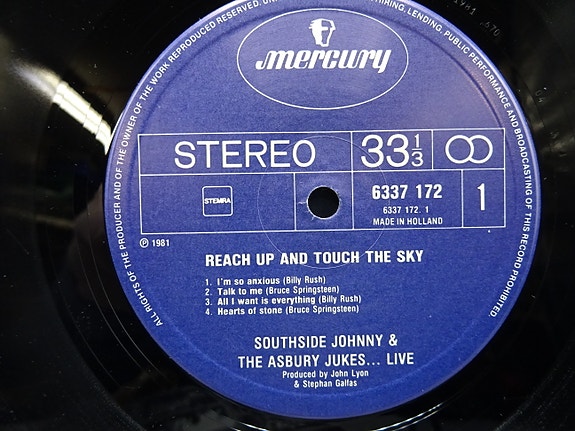 ALL RIGHTS OF THE PRODUCER AND OF THE OWNER OF THE WORK REPRODUCED RESERVED. HIRING, LENDING, PUBLIC PERFORMANCE AND BROADCASTING OF THIS RECORD PROHIBITED
mercury
STEREO 33 1/3
STEMRA
6337 172
6337 172. 1
MADE IN HOLLAND
1
℗ 1981
REACH UP AND TOUCH THE SKY
1. I'm so anxious (Billy Rush)
2. Talk to me (Bruce Springsteen)
3. All I want is everything (Billy Rush)
4. Hearts of stone (Bruce Springsteen)
SOUTHSIDE JOHNNY &
THE ASBURY JUKES... LIVE
Produced by John Lyon
& Stephan Galfas